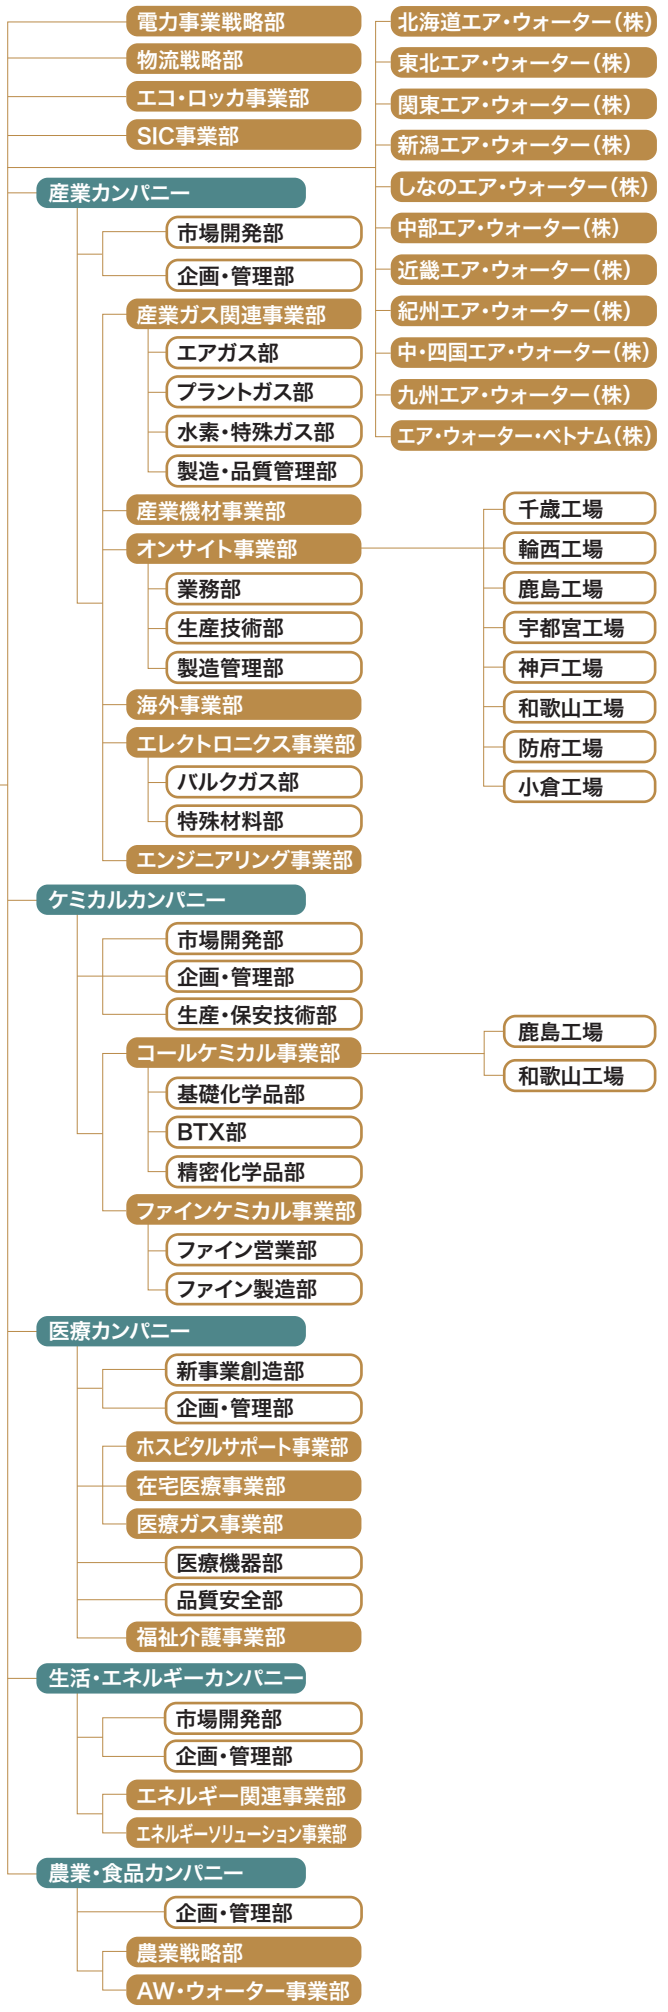 電力事業戦略部
物流戦略部
エコ・ロッカ事業部
SIC事業部
北海道エア・ウォーター(株)
東北エア・ウォーター(株)
関東エア・ウォーター(株)
新潟エア・ウォーター(株)
しなのエア・ウォーター(株)
中部エア・ウォーター(株)
近畿エア・ウォーター(株)
紀州エア・ウォーター(株)
中・四国エア・ウォーター(株)
九州エア・ウォーター(株)
エア・ウォーター・ベトナム(株)
産業カンパニー
市場開発部
企画・管理部
産業ガス関連事業部
エアガス部
プラントガス部
水素・特殊ガス部
製造・品質管理部
産業機材事業部
オンサイト事業部
業務部
生産技術部
製造管理部
千歳工場
輪西工場
鹿島工場
宇都宮工場
神戸工場
和歌山工場
防府工場
小倉工場
海外事業部
エレクトロニクス事業部
バルクガス部
特殊材料部
エンジニアリング事業部
ケミカルカンパニー
市場開発部
企画・管理部
生産・保安技術部
コールケミカル事業部
基礎化学品部
BTX部
精密化学品部
鹿島工場
和歌山工場
ファインケミカル事業部
ファイン営業部
ファイン製造部
医療カンパニー
新事業創造部
企画・管理部
ホスピタルサポート事業部
在宅医療事業部
医療ガス事業部
医療機器部
品質安全部
福祉介護事業部
生活・エネルギーカンパニー
市場開発部
企画・管理部
エネルギー関連事業部
エネルギーソリューション事業部
農業・食品カンパニー
企画・管理部
農業戦略部
AW・ウォーター事業部